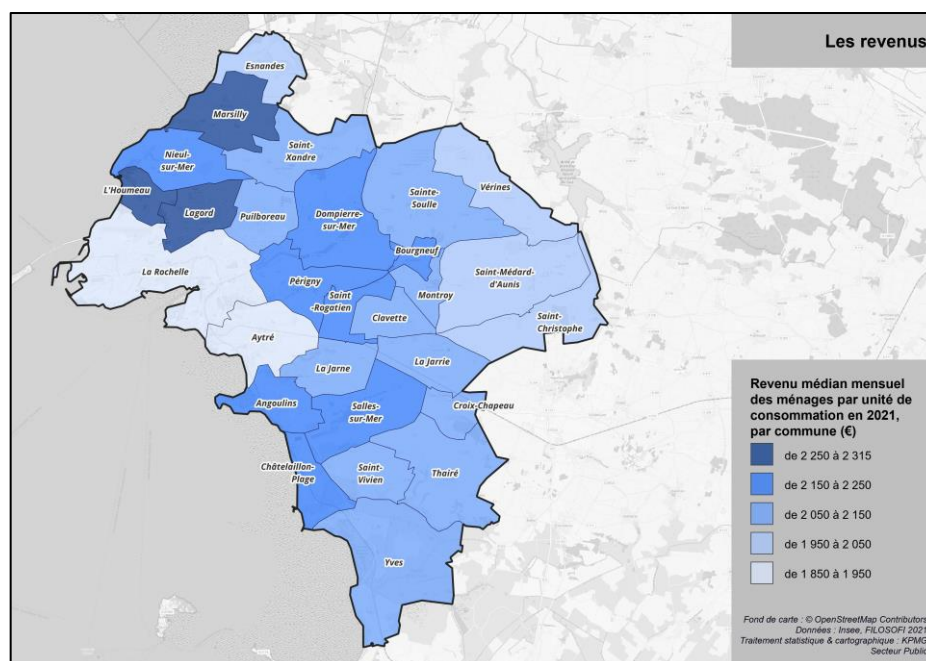 Les revenus
Esnandes
Marsilly
Saint-
Xandre
Nieul-
sur-Mer
L'Houmeau
Lagord
Puilboreau
Dompierre-
sur-Mer
Sainte-
Soulle
Vérines
Bourgneuf
La Rochelle
Périgny
Saint
-Rogatien
Montroy
Saint-Médard-
d'Aunis
Clavette
Saint-
Christophe
Aytré
La Jarne
La Jarrie
Angoulins
Salles-
sur-Mer
Croix-Chapeau
Châtelaillon-
Plage
Saint-
Vivien
Thairé
Yves
Revenu médian mensuel
des ménages par unité de
consommation en 2021,
par commune (€)
de 2 250 à 2 315
de 2 150 à 2 250
de 2 050 à 2 150
de 1 950 à 2 050
de 1 850 à 1 950
Fond de carte : © OpenStreetMap Contributors
Données : Insee, FILOSOFI 2021
Traitement statistique & cartographique : KPMG
Secteur Public